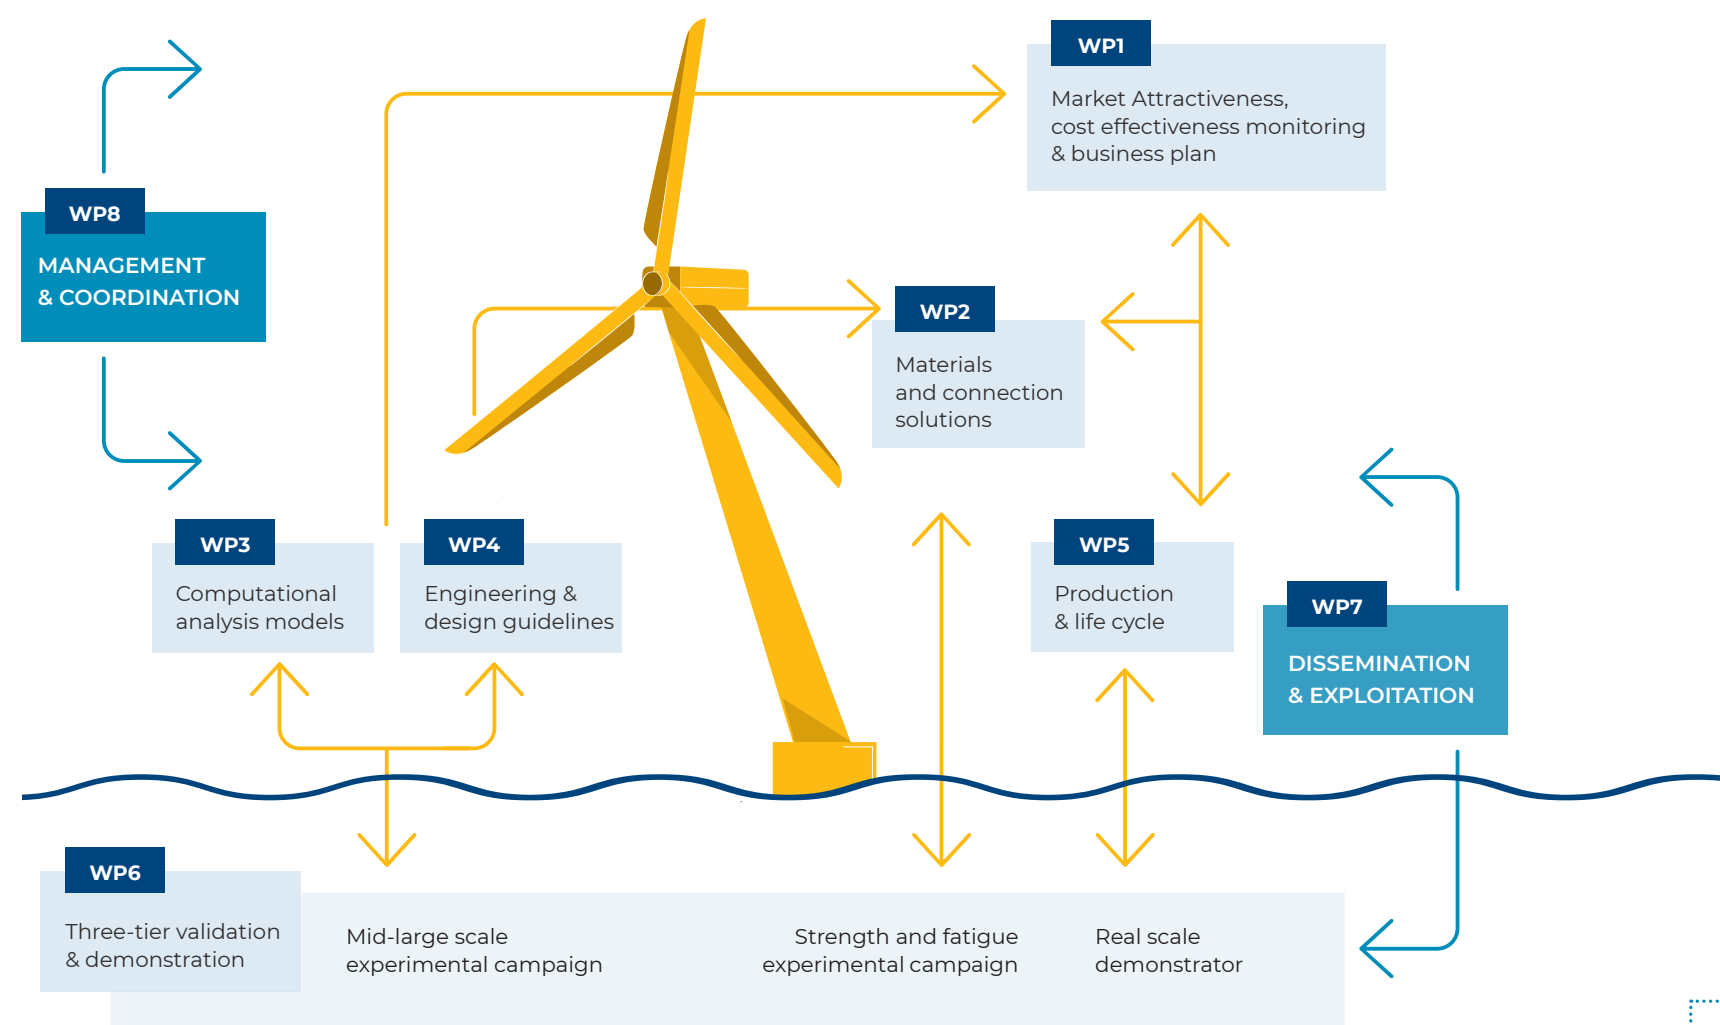 WP1
Market Attractiveness,
cost effectiveness monitoring
& business plan
WP8
MANAGEMENT
& COORDINATION
WP2
Materials
and connection
solutions
WP3
Computational
analysis models
WP4
Engineering &
design guidelines
WP5
Production
& life cycle
WP7
DISSEMINATION
& EXPLOITATION
WP6
Three-tier validation
& demonstration
Mid-large scale
experimental campaign
Strength and fatigue
experimental campaign
Real scale
demonstrator